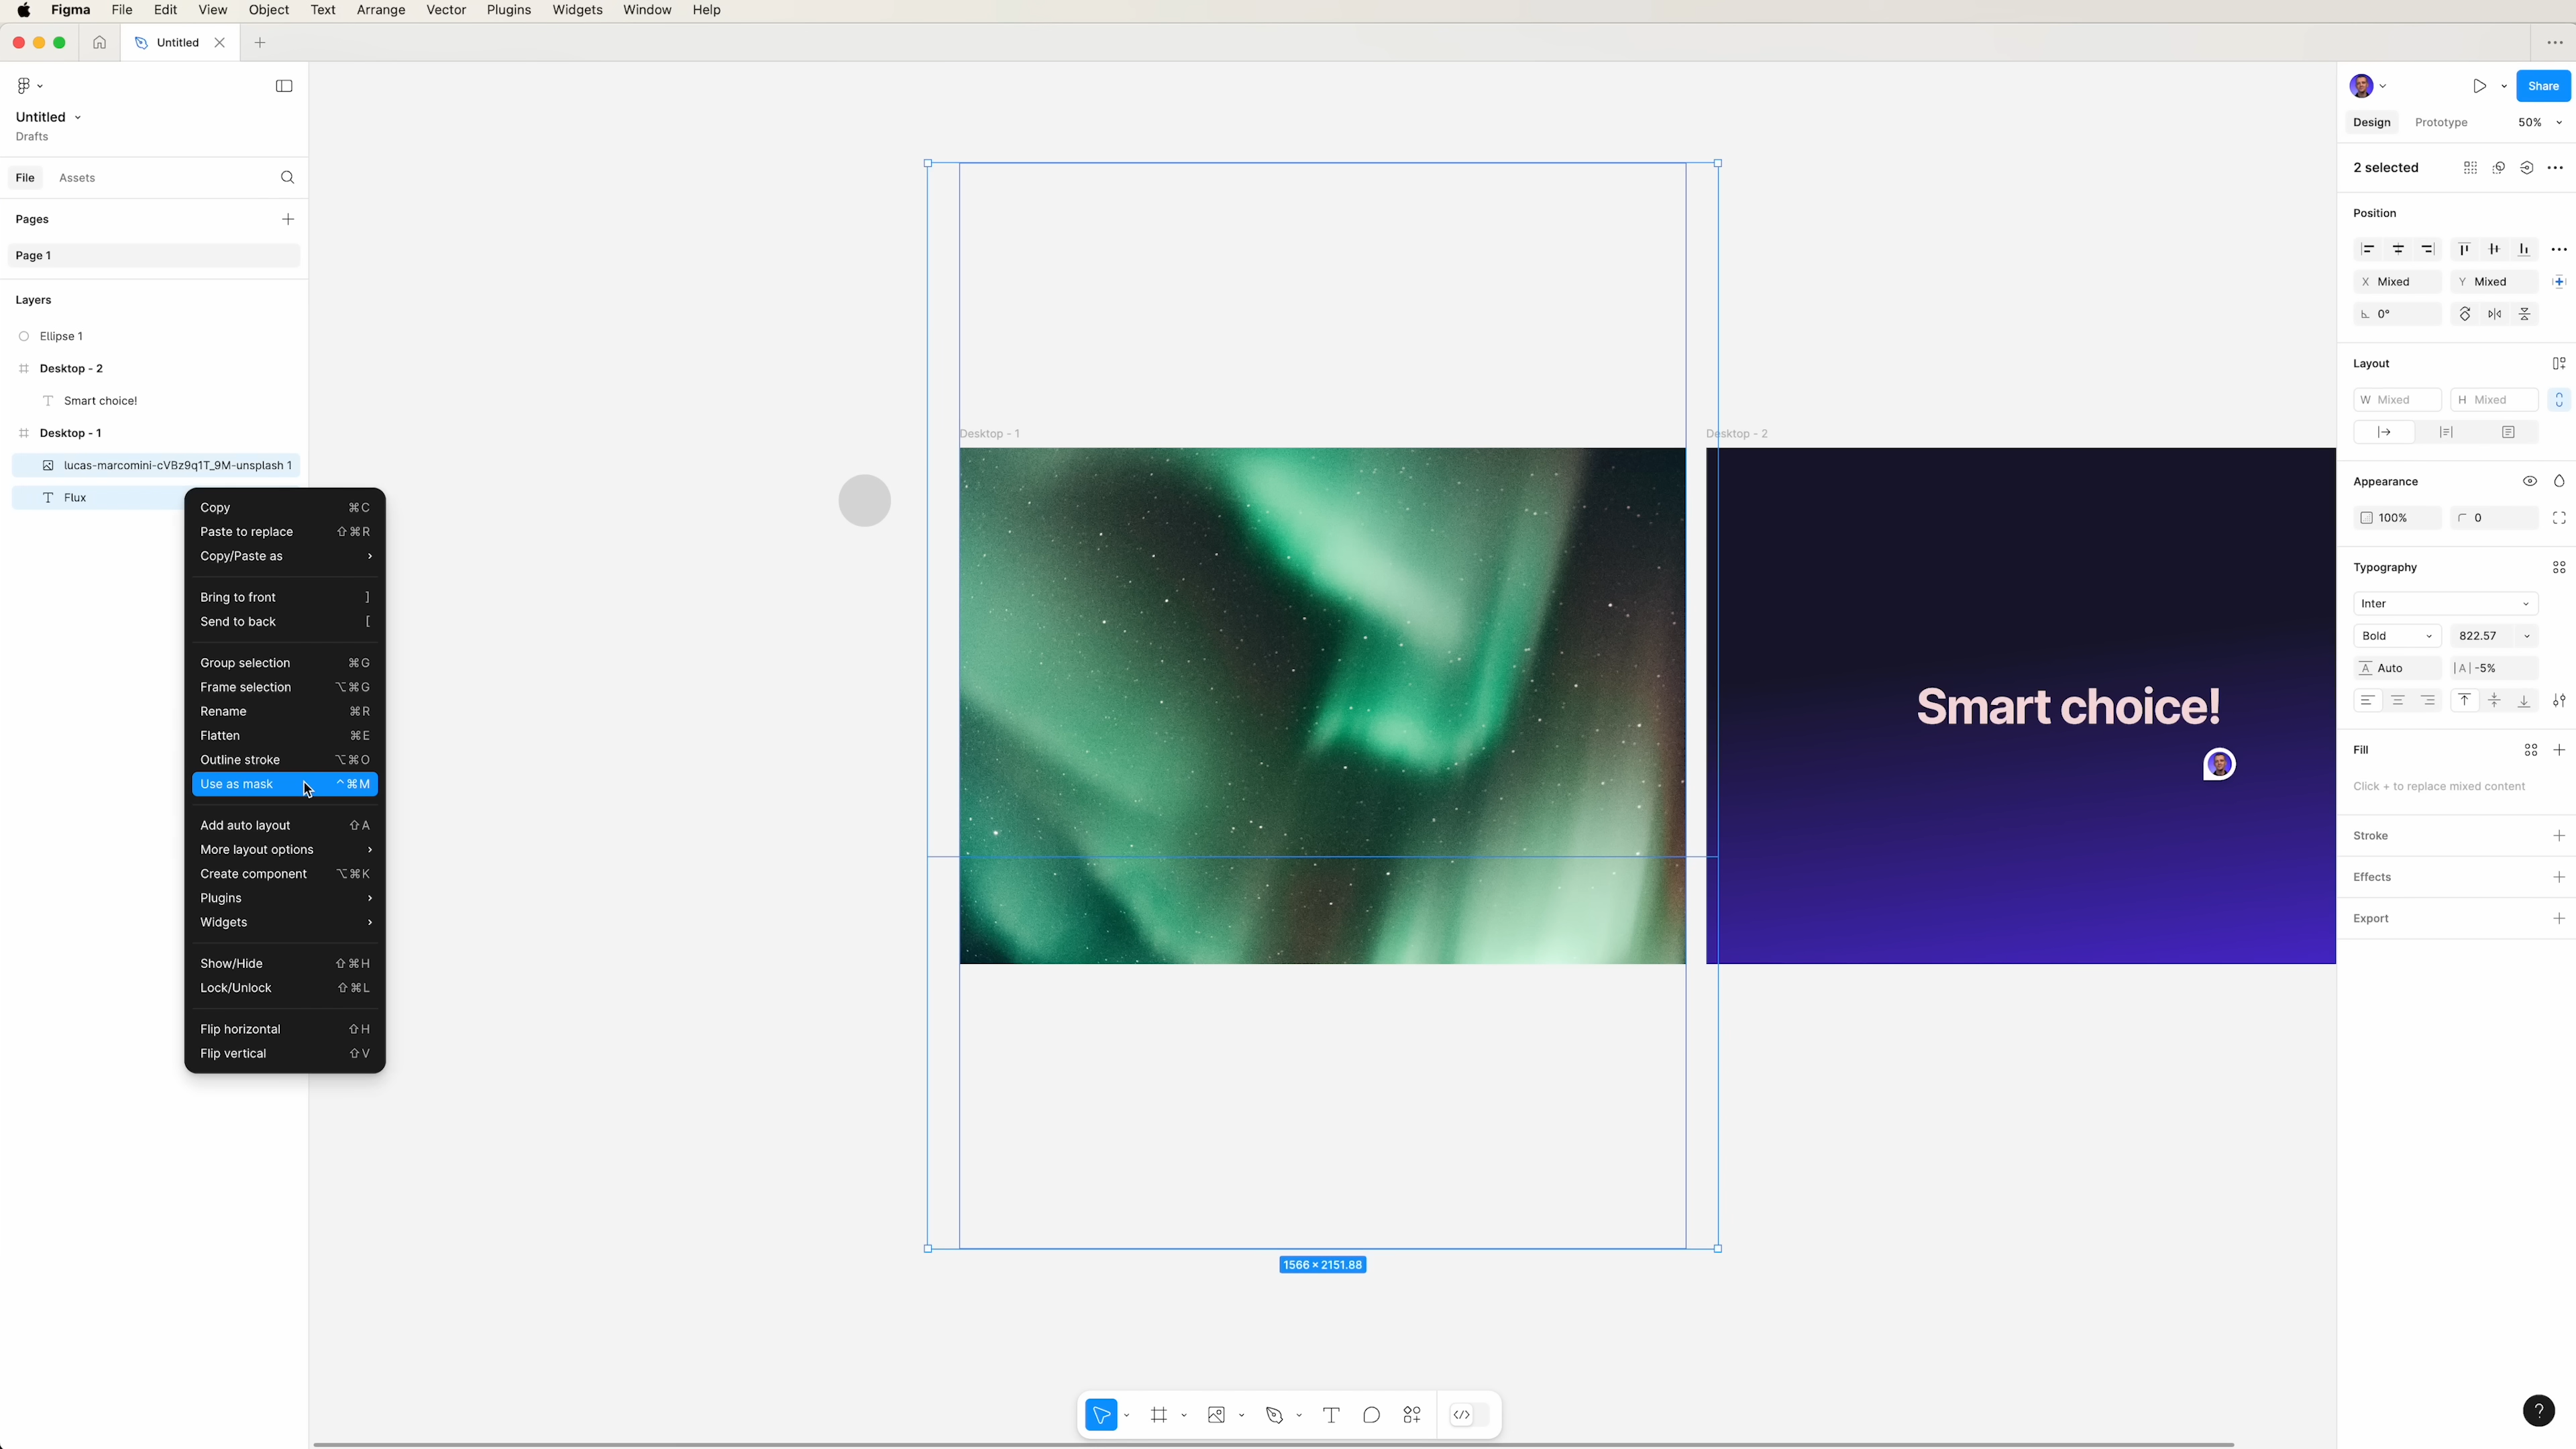 Figma File Edit View Object Text Arrange Vector Plugins Widgets Window Help
Untitled
Untitled
Drafts
File Assets
Pages
Page 1
Layers
Ellipse 1
Desktop - 2
Smart choice!
Desktop - 1
lucas-marcomini-cVBz9q1T_9M-unsplash 1
Flux
Copy ⌘C
Paste to replace ⇧⌘R
Copy/Paste as
Bring to front ]
Send to back [
Group selection ⌘G
Frame selection ⌥⌘G
Rename ⌘R
Flatten ⌘E
Outline stroke ⌥⌘O
Use as mask ^⌘M
Add auto layout ⇧A
More layout options
Create component ⌥⌘K
Plugins
Widgets
Show/Hide ⇧⌘H
Lock/Unlock ⇧⌘L
Flip horizontal ⇧H
Flip vertical ⇧V
Desktop - 1
Desktop - 2
Smart choice!
1566 × 2151.88
Share
Design Prototype 50%
2 selected
Position
X Mixed Y Mixed
0°
Layout
W Mixed H Mixed
Appearance
100% 0
Typography
Inter
Bold 822.57
A Auto |A| -5%
Fill
Click + to replace mixed content
Stroke
Effects
Export
?